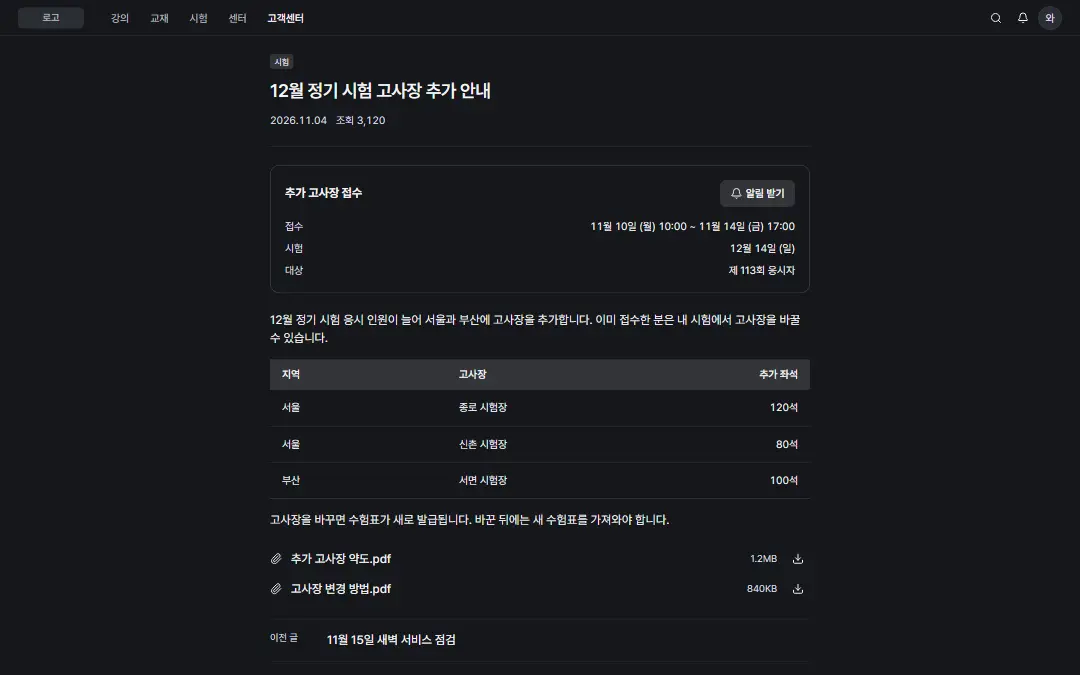 로고
강의
교재
시험
센터
고객센터
와
시험
12월 정기 시험 고사장 추가 안내
2026.11.04 조회 3,120
추가 고사장 접수
알림 받기
접수 11월 10일 (월) 10:00 ~ 11월 14일 (금) 17:00
시험 12월 14일 (일)
대상 제 113회 응시자
12월 정기 시험 응시 인원이 늘어 서울과 부산에 고사장을 추가합니다. 이미 접수한 분은 내 시험에서 고사장을 바꿀
수 있습니다.
지역 고사장 추가 좌석
서울 종로 시험장 120석
서울 신촌 시험장 80석
부산 서면 시험장 100석
고사장을 바꾸면 수험표가 새로 발급됩니다. 바꾼 뒤에는 새 수험표를 가져와야 합니다.
추가 고사장 약도.pdf 1.2MB
고사장 변경 방법.pdf 840KB
이전 글 11월 15일 새벽 서비스 점검